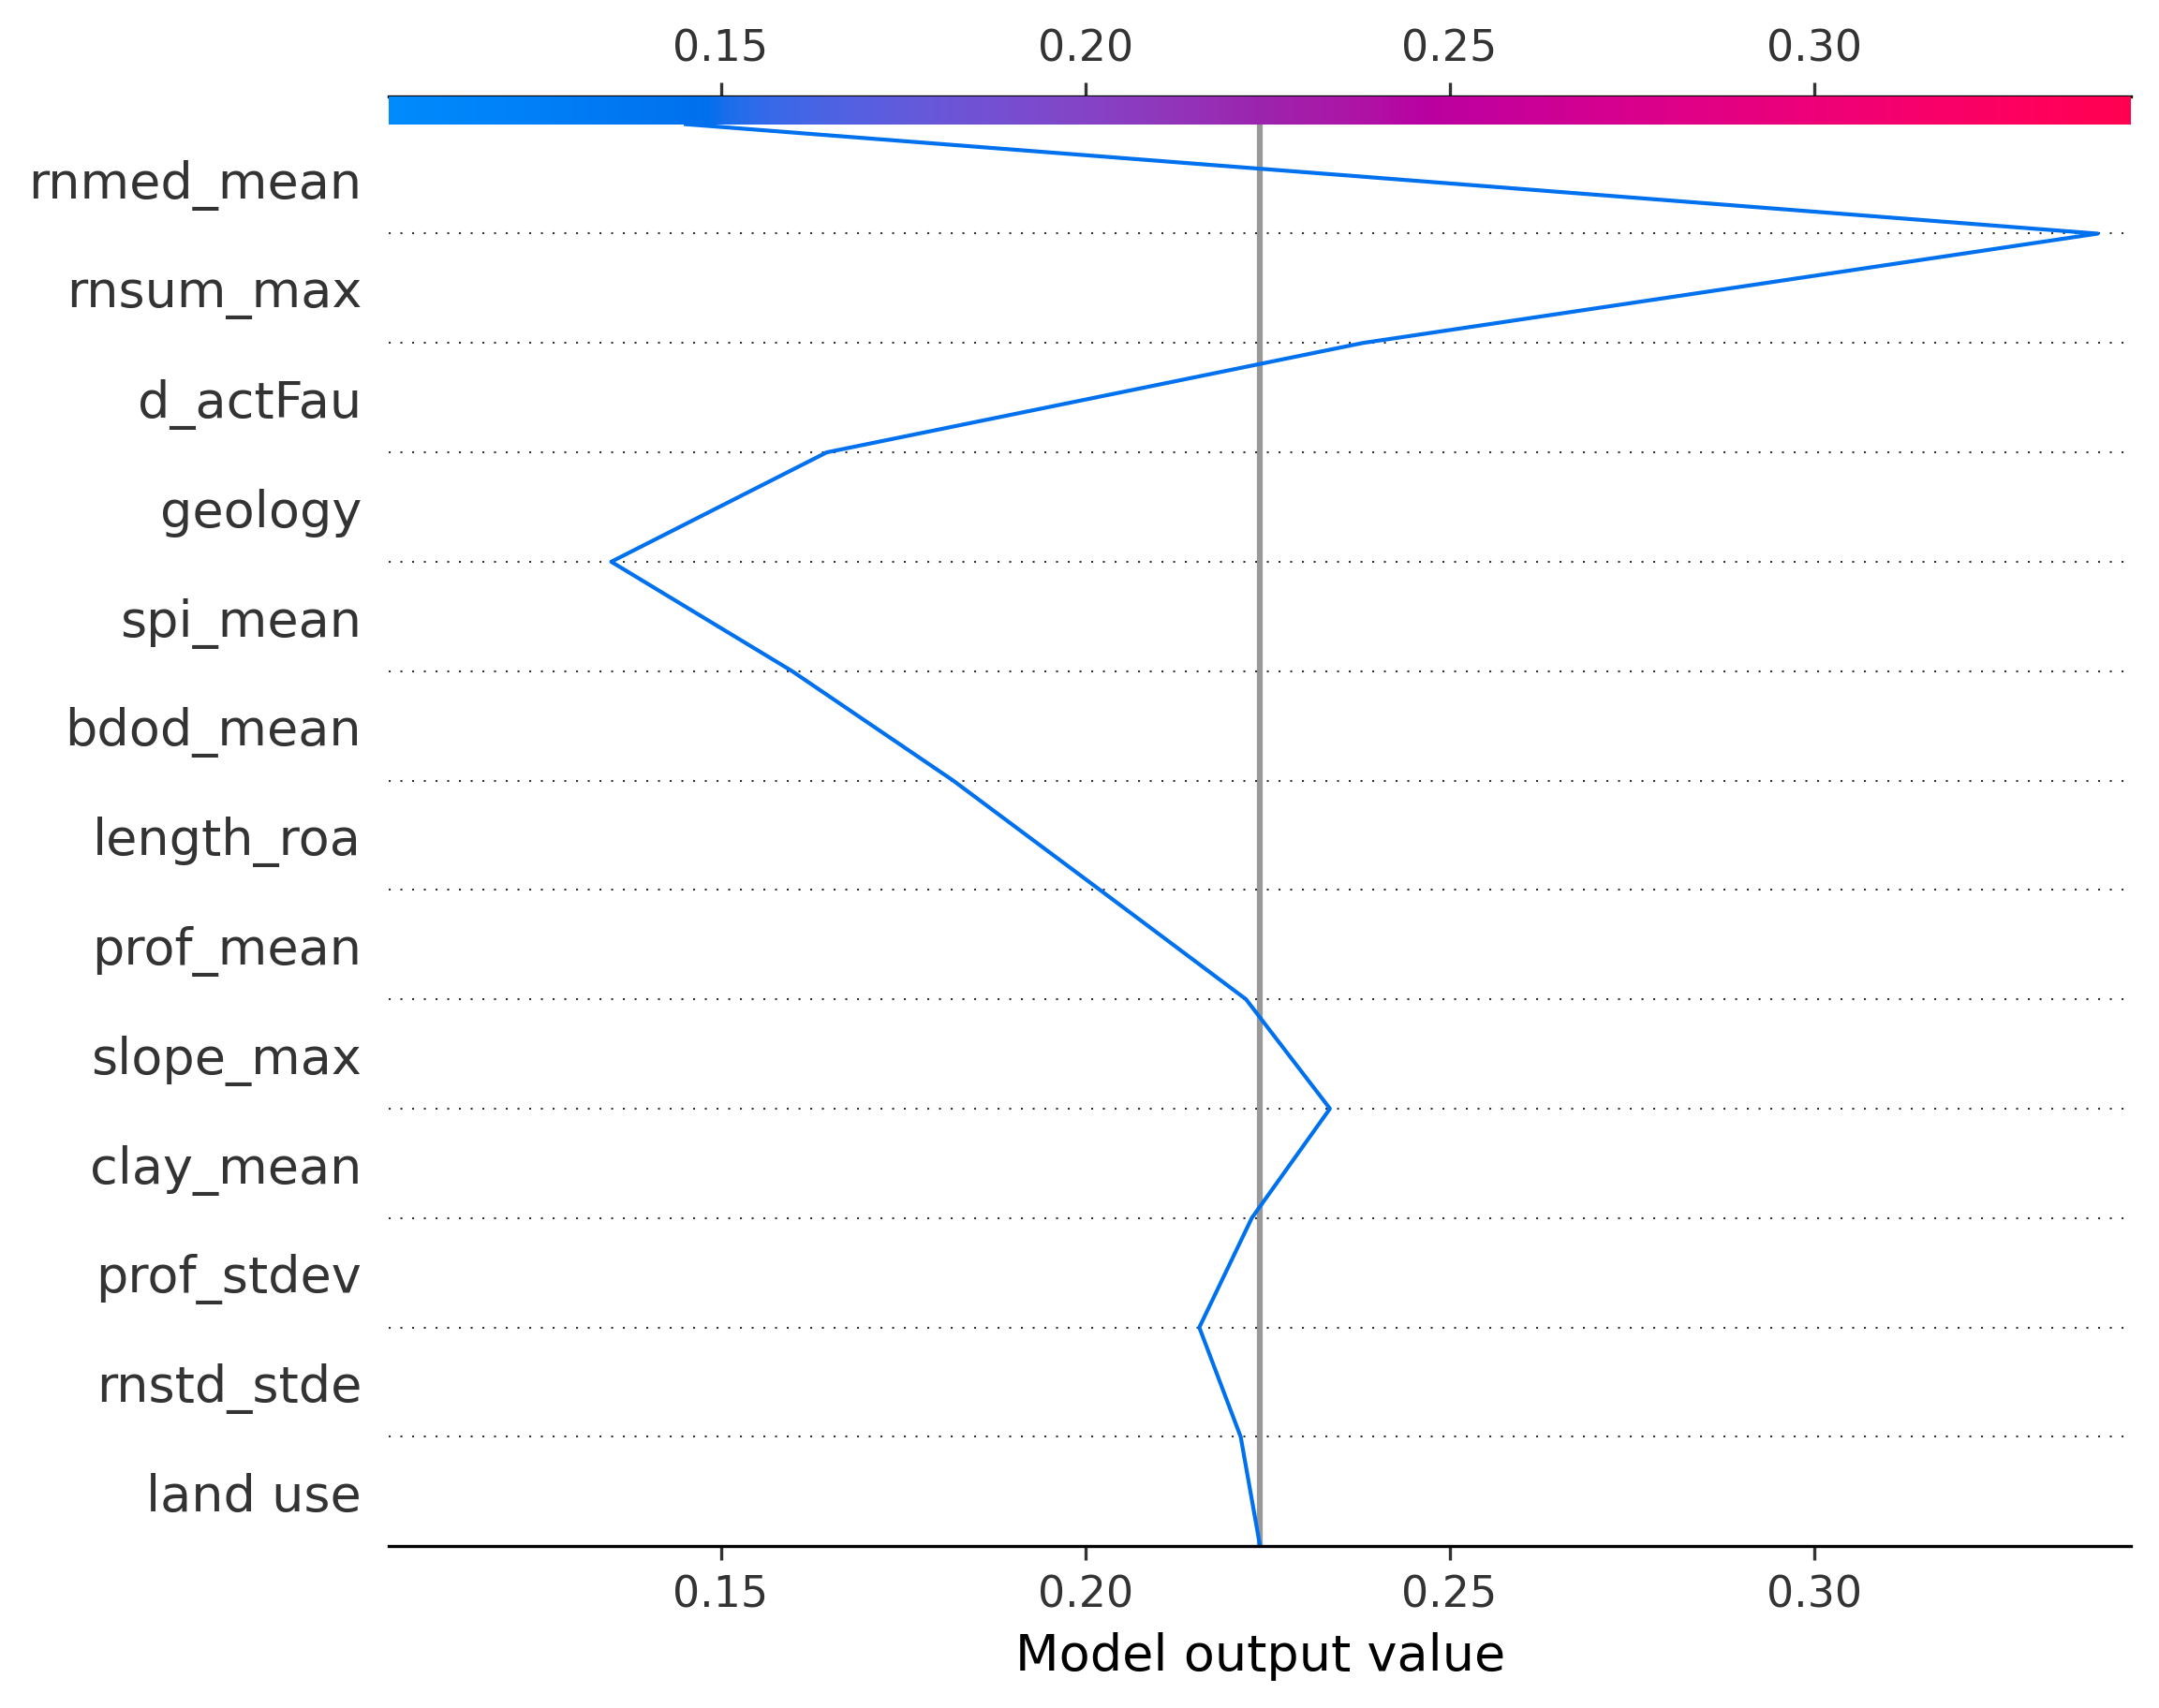 0.15 0.20 0.25 0.30
rnmed_mean
rnsum_max
d_actFau
geology
spi_mean
bdod_mean
length_roa
prof_mean
slope_max
clay_mean
prof_stdev
rnstd_stde
land use
0.15 0.20 0.25 0.30
Model output value